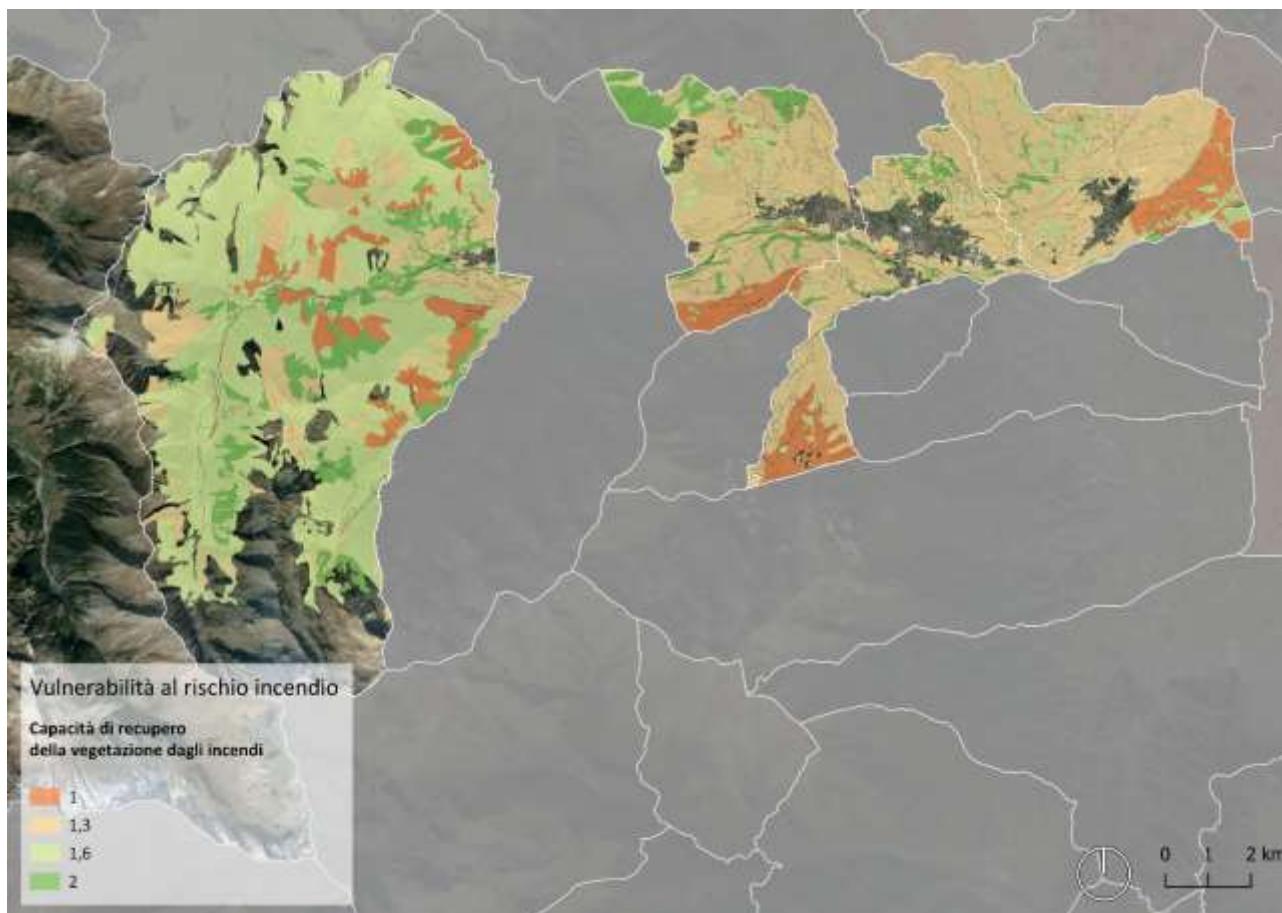 Vulnerabilità al rischio incendio
Capacità di recupero
della vegetazione dagli incendi
1
1,3
1,6
2
0 1 2 km